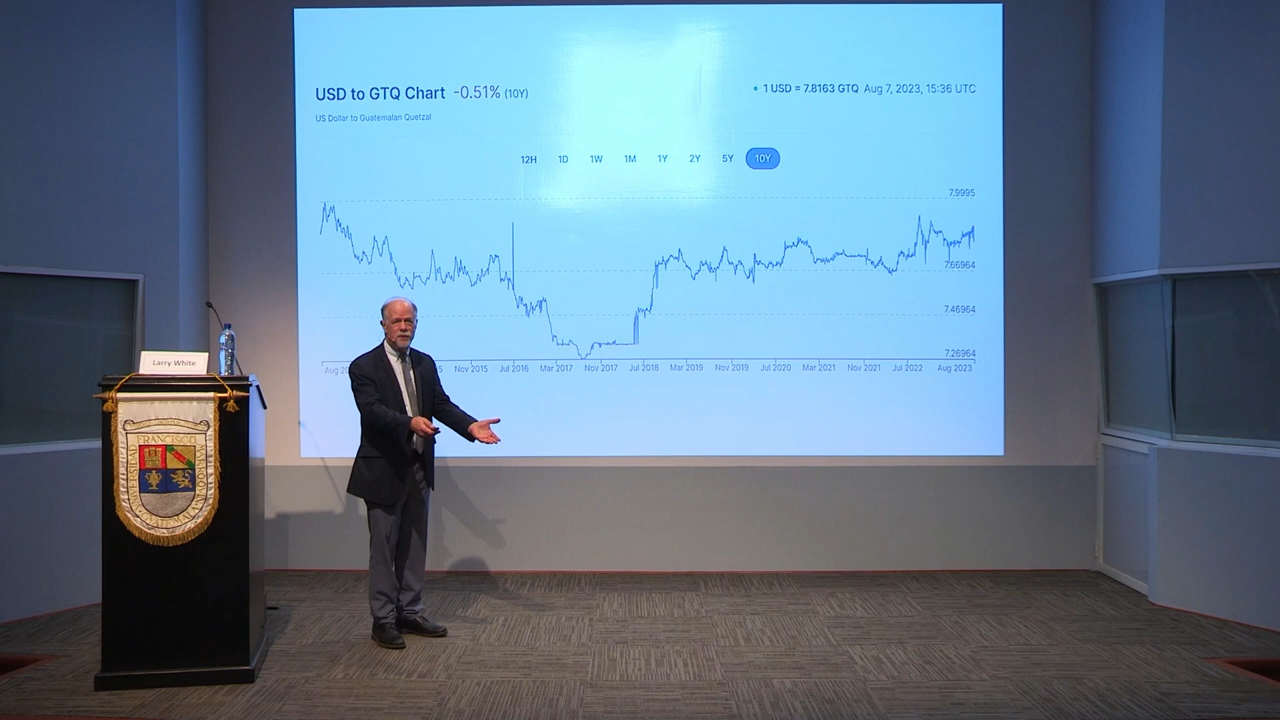 USD to GTQ Chart -0.51% (10Y)
1 USD = 7.8163 GTQ Aug 7, 2023, 15:36 UTC
US Dollar to Guatemalan Quetzal
12H 1D 1W 1M 1Y 2Y 5Y 10Y
7.9995
7.66964
7.46964
7.26964
Nov 2015 Jul 2016 Mar 2017 Nov 2017 Jul 2018 Mar 2019 Nov 2019 Jul 2020 Mar 2021 Nov 2021 Jul 2022 Aug 2023
Larry White
UNIVERSIDAD FRANCISCO MARROQUIN
GUATEMALA